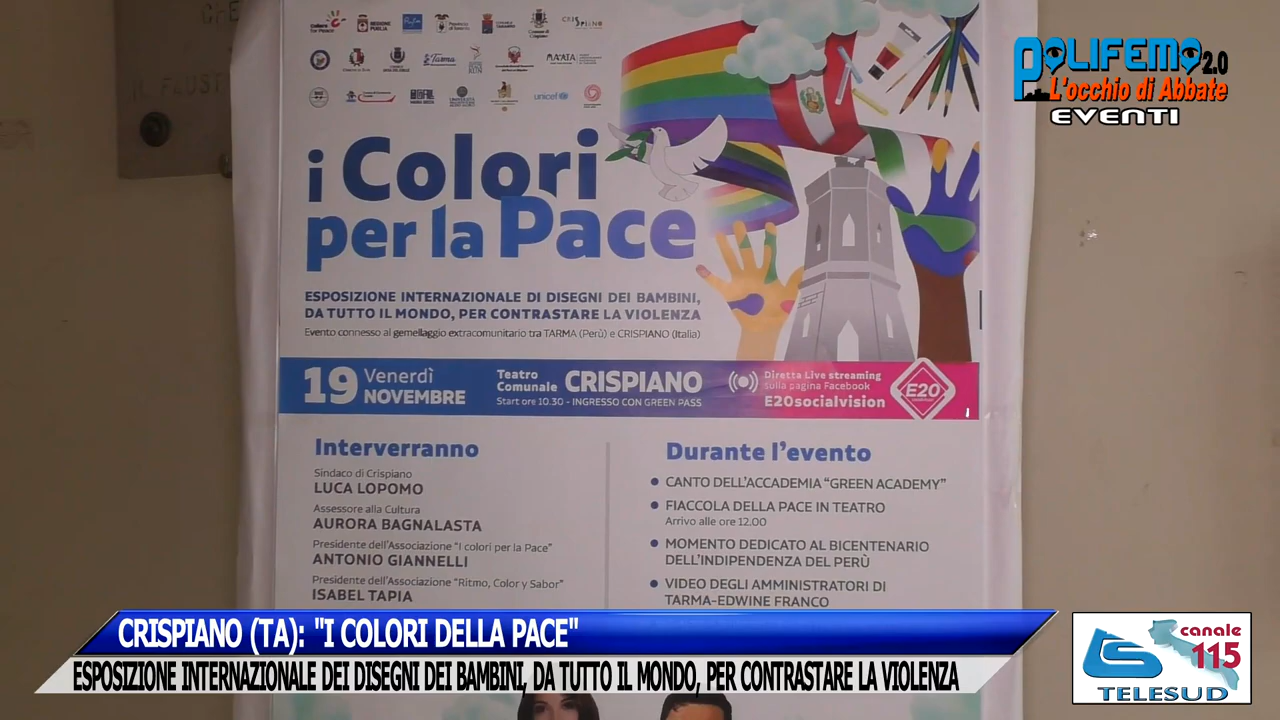 POLIFEMO 2.0
L'occhio di Abbate
EVENTI
REGIONE
PUGLIA
CRISPIANO
Tarma
unicef
i Colori
per la Pace
ESPOSIZIONE INTERNAZIONALE DI DISEGNI DEI BAMBINI,
DA TUTTO IL MONDO, PER CONTRASTARE LA VIOLENZA
Evento connesso al gemellaggio extracomunitario tra TARMA (Perù) e CRISPIANO (Italia)
19 Venerdì
NOVEMBRE
Teatro
Comunale CRISPIANO
Start ore 10.30 - INGRESSO CON GREEN PASS
Diretta Live streaming
sulla pagina Facebook
E20socialvision
E20
Interverranno
Sindaco di Crispiano
LUCA LOPOMO
Assessore alla Cultura
AURORA BAGNALASTA
Presidente dell'Associazione "I colori per la Pace"
ANTONIO GIANNELLI
Presidente dell'Associazione "Ritmo, Color y Sabor"
ISABEL TAPIA
Durante l'evento
• CANTO DELL'ACCADEMIA "GREEN ACADEMY"
• FIACCOLA DELLA PACE IN TEATRO
Arrivo alle ore 12.00
• MOMENTO DEDICATO AL BICENTENARIO
DELL'INDIPENDENZA DEL PERÙ
• VIDEO DEGLI AMMINISTRATORI DI
TARMA-EDWINE FRANCO
CRISPIANO (TA): "I COLORI DELLA PACE"
ESPOSIZIONE INTERNAZIONALE DEI DISEGNI DEI BAMBINI, DA TUTTO IL MONDO, PER CONTRASTARE LA VIOLENZA
canale
115
TELESUD